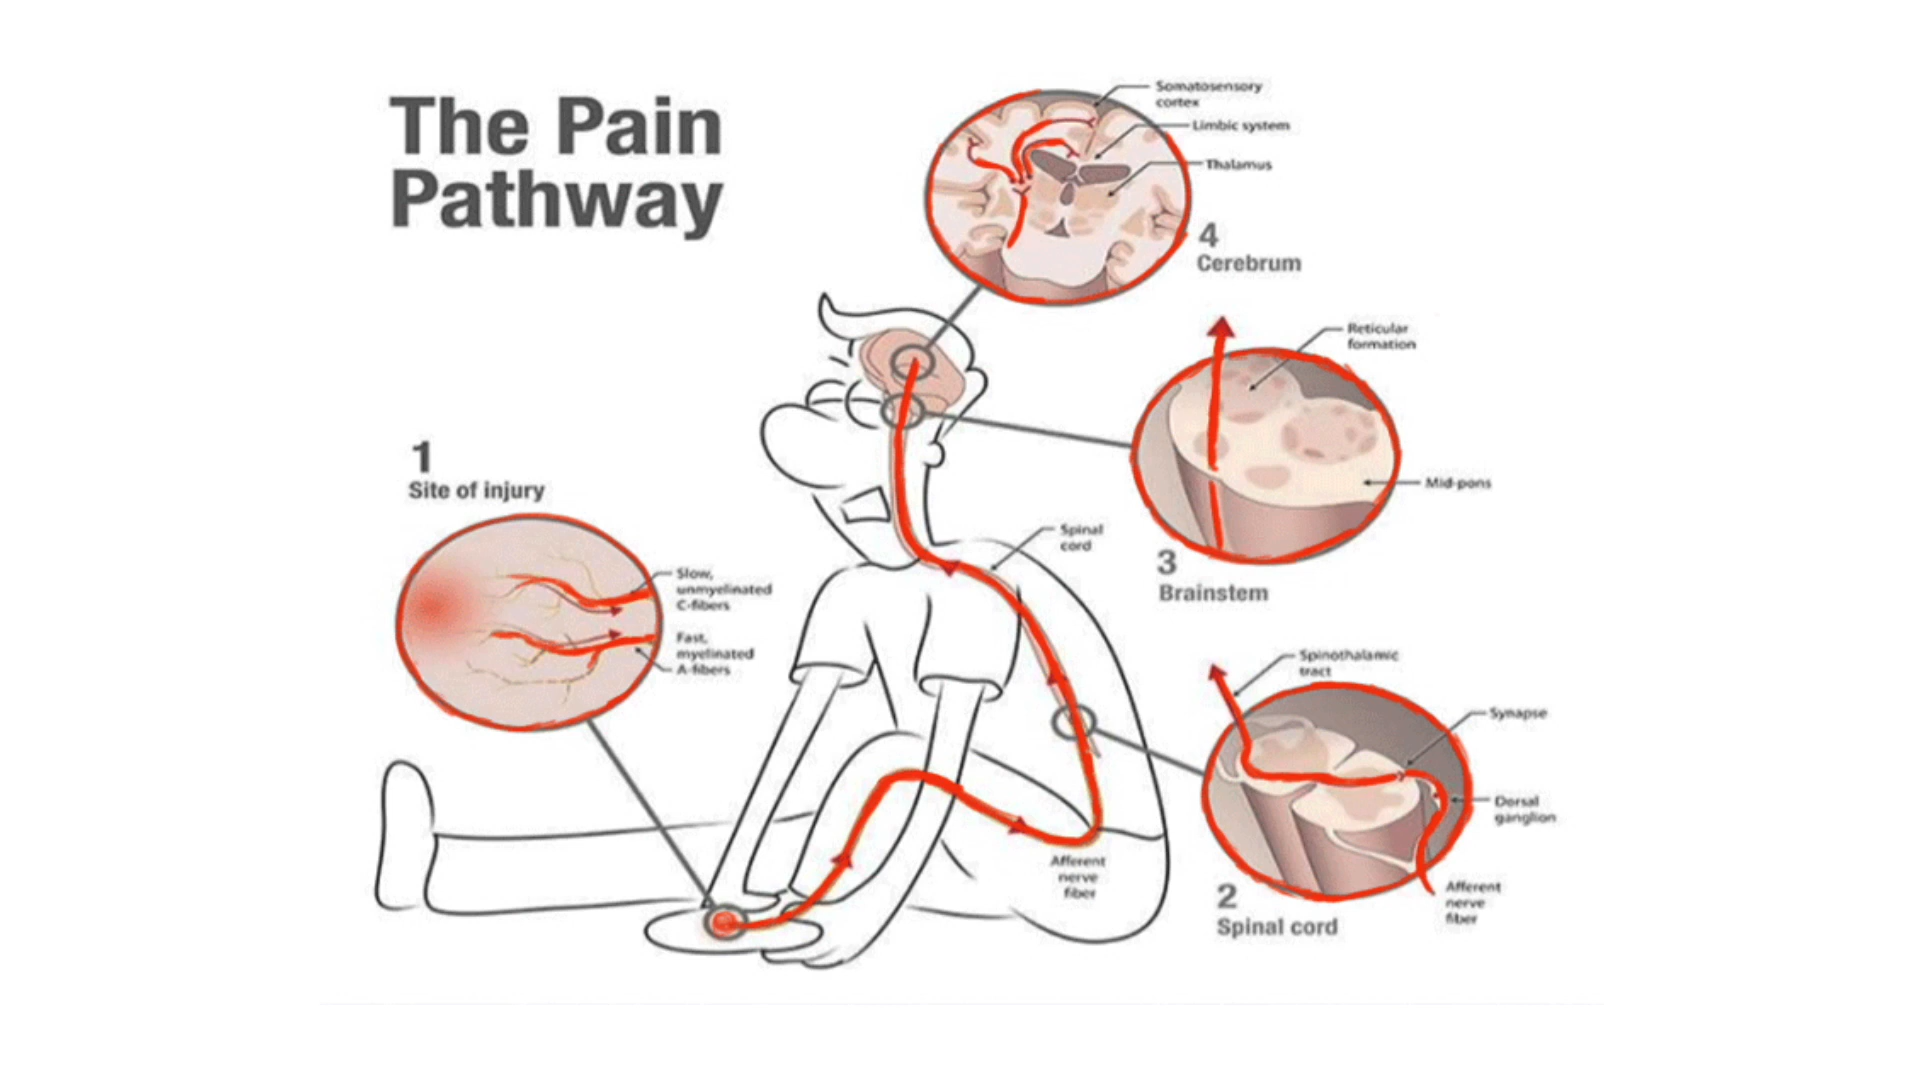 The Pain
Pathway
Somatosensory
cortex
Limbic system
Thalamus
4
Cerebrum
Reticular
formation
Mid-pons
3
Brainstem
1
Site of injury
Slow,
unmyelinated
C-fibers
Fast,
myelinated
A-fibers
Spinal
cord
Spinothalamic
tract
Synapse
Dorsal
ganglion
Afferent
nerve
fiber
2
Spinal cord
Afferent
nerve
fiber